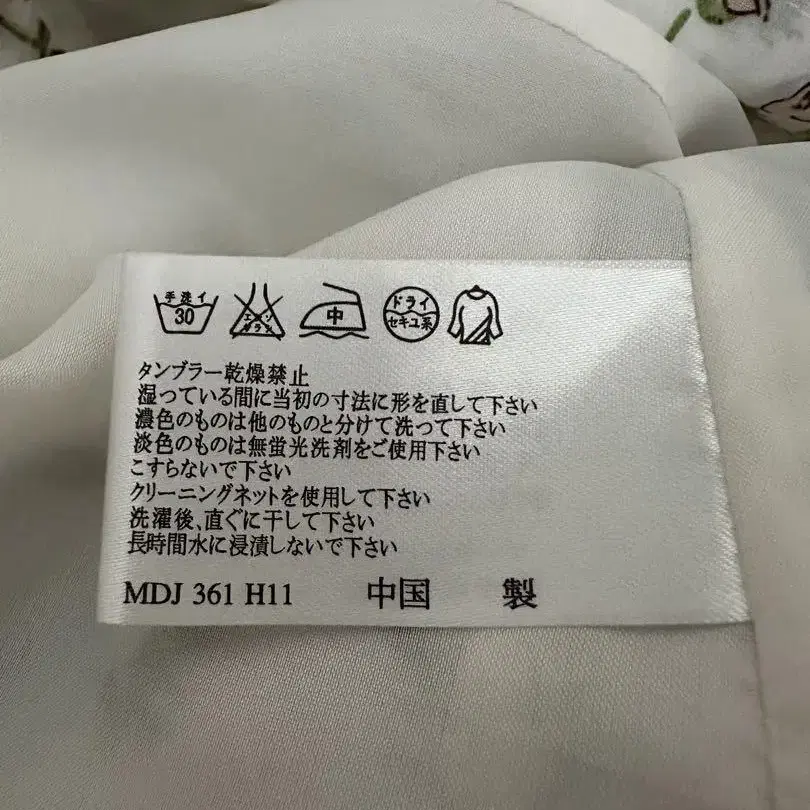 手洗イ 30 エンソサラシ 中 ドライ セキユ系
タンブラー乾燥禁止
湿っている間に当初の寸法に形を直して下さい
濃色のものは他のものと分けて洗って下さい
淡色のものは無蛍光洗剤をご使用下さい
こすらないで下さい
クリーニングネットを使用して下さい
洗濯後、直ぐに干して下さい
長時間水に浸漬しないで下さい
MDJ 361 H11 中国 製